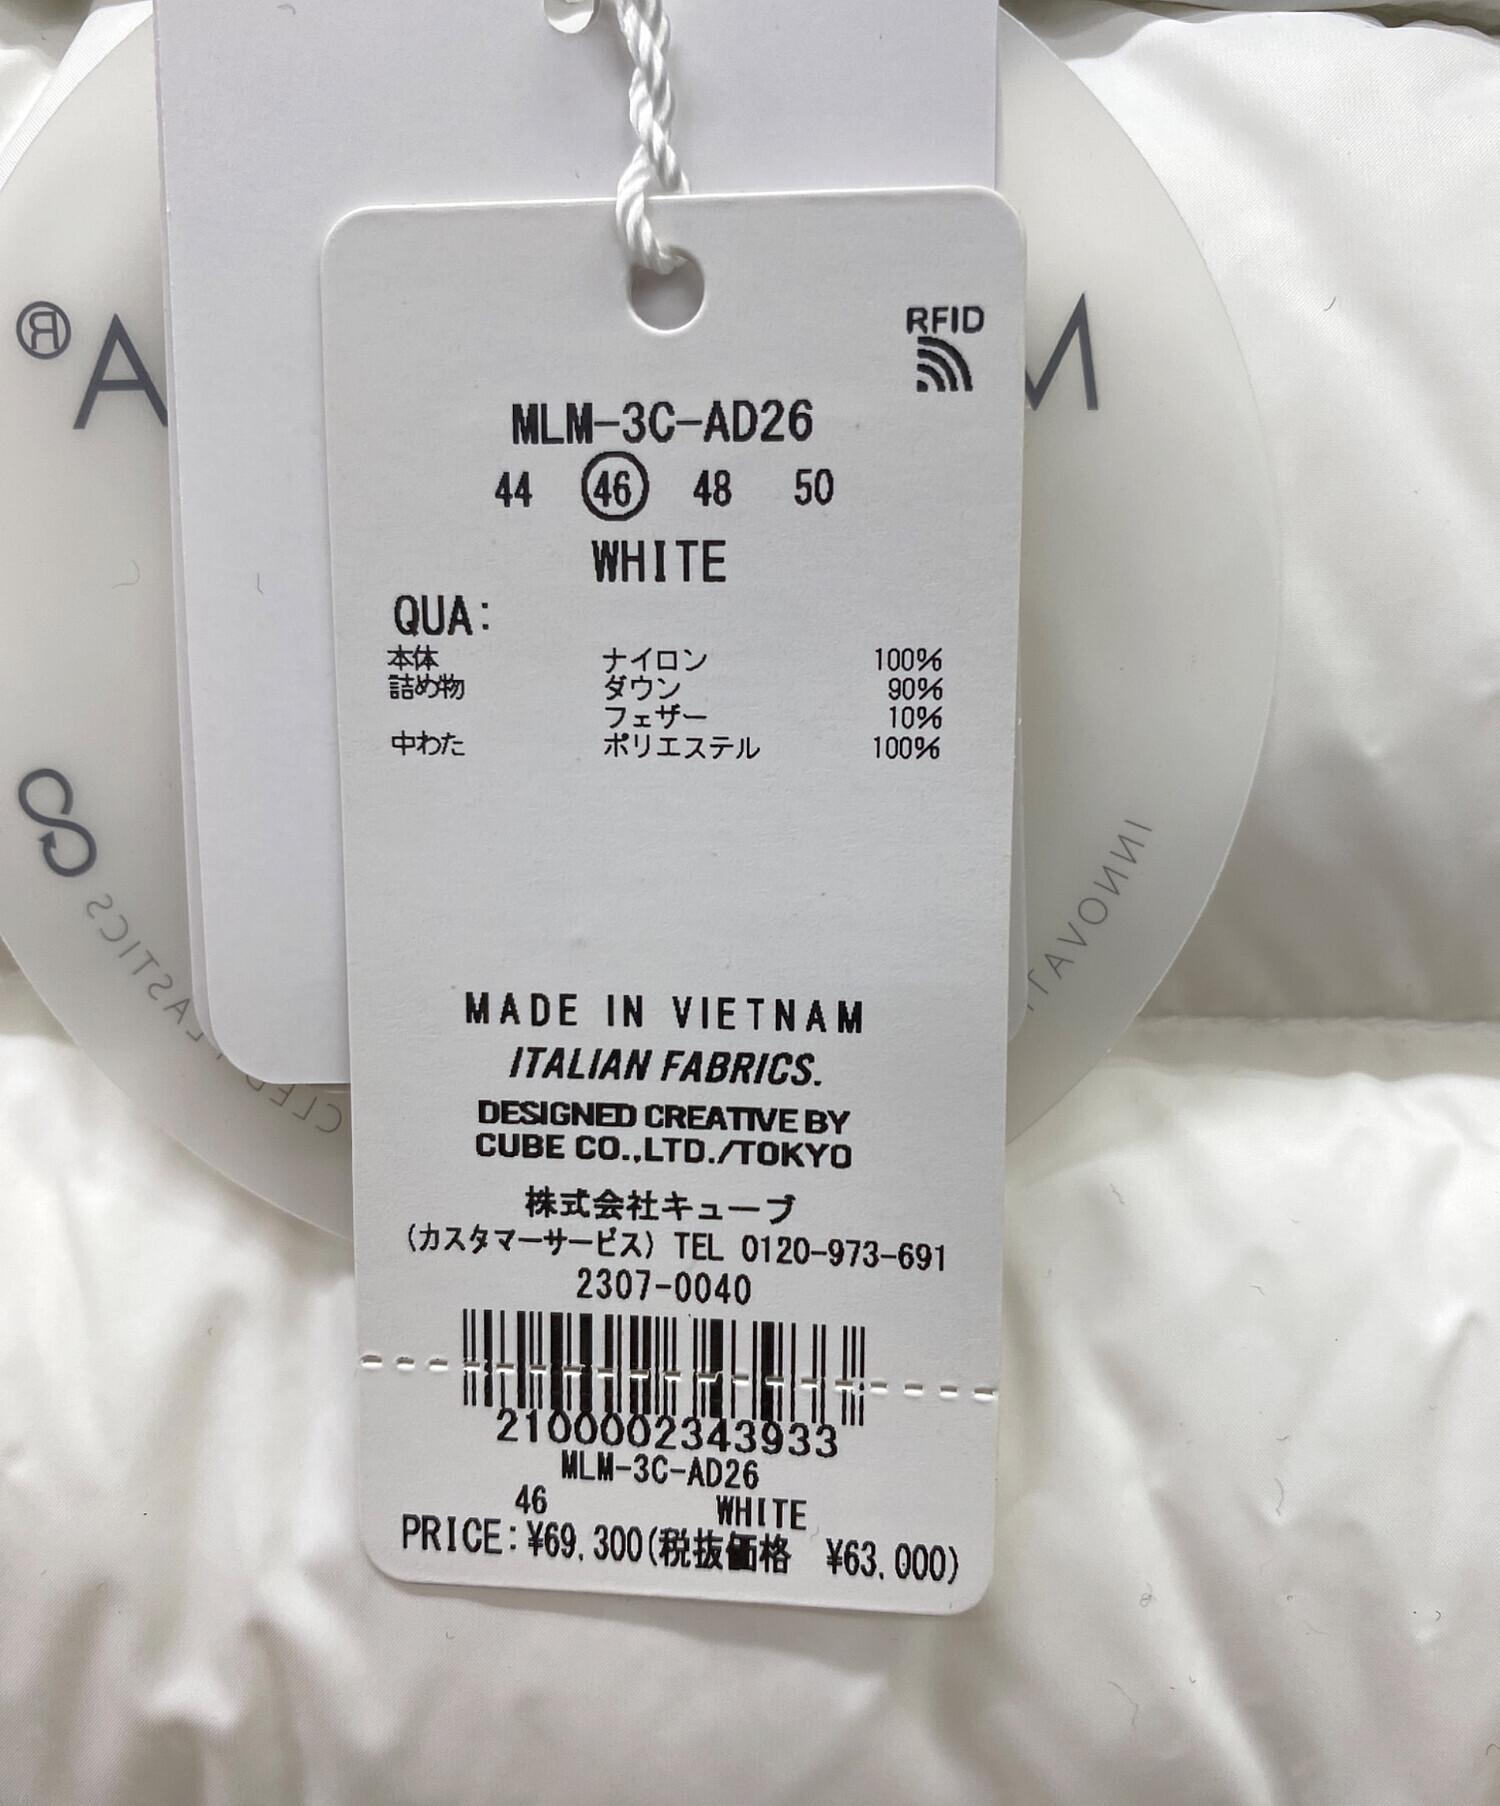 RFID
MLM-3C-AD26
44 46 48 50
WHITE
QUA:
本体 ナイロン 100%
詰め物 ダウン 90%
フェザー 10%
中わた ポリエステル 100%
MADE IN VIETNAM
ITALIAN FABRICS.
DESIGNED CREATIVE BY
CUBE CO.,LTD./TOKYO
株式会社キューブ
(カスタマーサービス) TEL 0120-973-691
2307-0040
2100002343933
MLM-3C-AD26
46 WHITE
PRICE:¥69,300(税抜価格 ¥63,000)